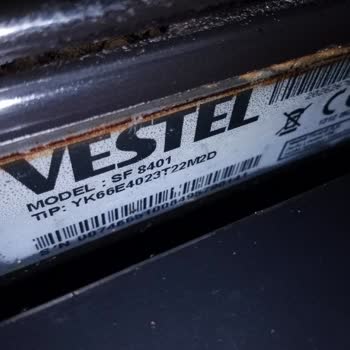 VESTEL
MODEL : SF 8401
TIP: YK66E4023T22M2D
S/N